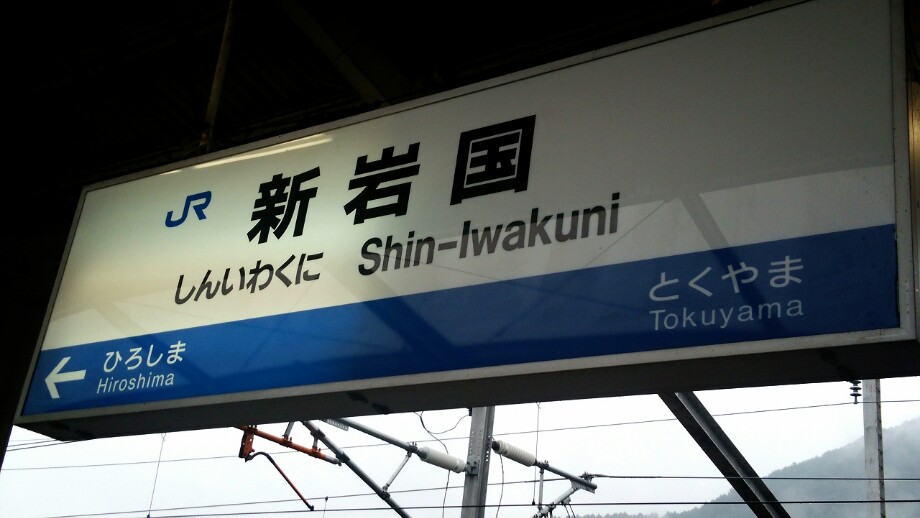 JR 新岩国
しんいわくに Shin-Iwakuni
← ひろしま
Hiroshima
とくやま
Tokuyama